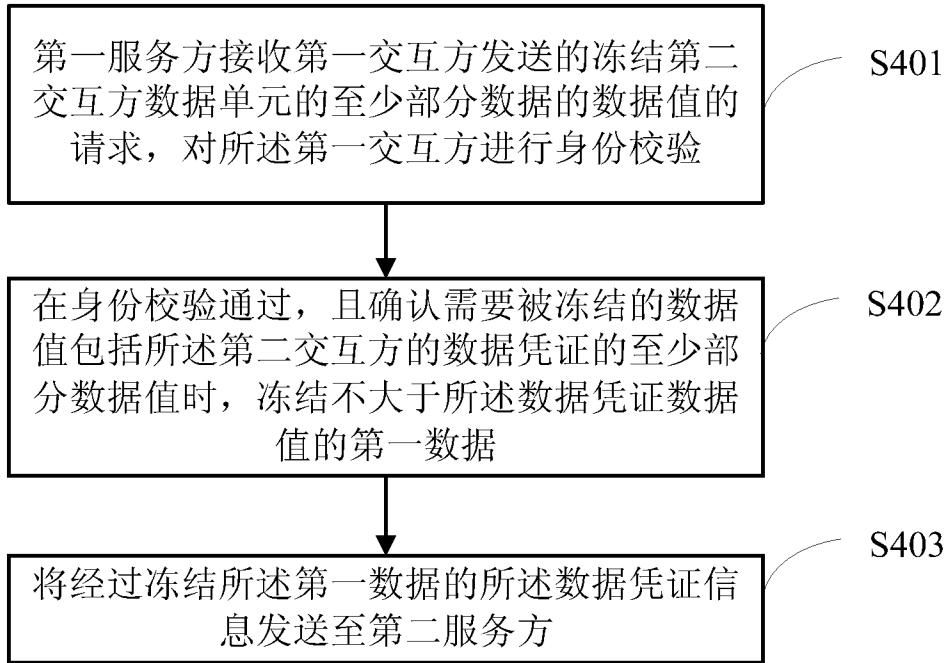 第一服务方接收第一交互方发送的冻结第二
交互方数据单元的至少部分数据的数据值的
请求，对所述第一交互方进行身份校验
S401
在身份校验通过，且确认需要被冻结的数据
值包括所述第二交互方的数据凭证的至少部
分数据值时，冻结不大于所述数据凭证数据
值的第一数据
S402
将经过冻结所述第一数据的所述数据凭证信
息发送至第二服务方
S403